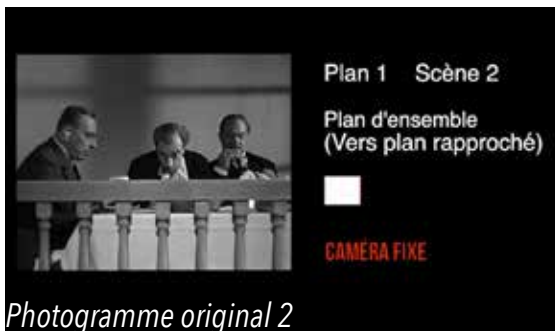 Plan 1 Scène 2
Plan d'ensemble
(Vers plan rapproché)
CAMÉRA FIXE
Photogramme original 2